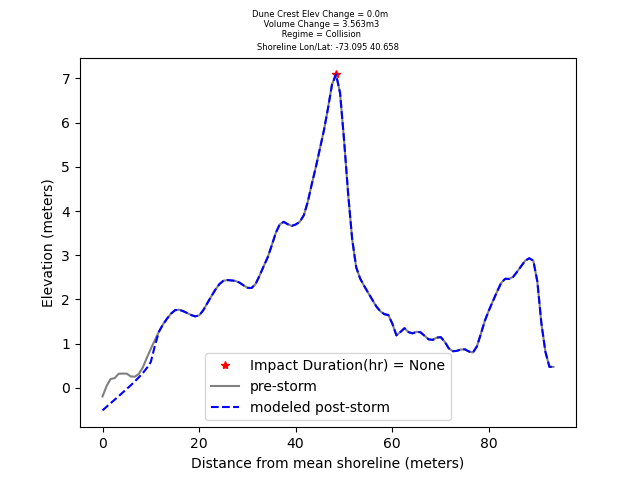 Dune Crest Elev Change = 0.0m
Volume Change = 3.563m3
Regime = Collision
Shoreline Lon/Lat: -73.095 40.658
7
6
5
4
3
2
1
0
Elevation (meters)
Impact Duration(hr) = None
pre-storm
modeled post-storm
0 20 40 60 80
Distance from mean shoreline (meters)